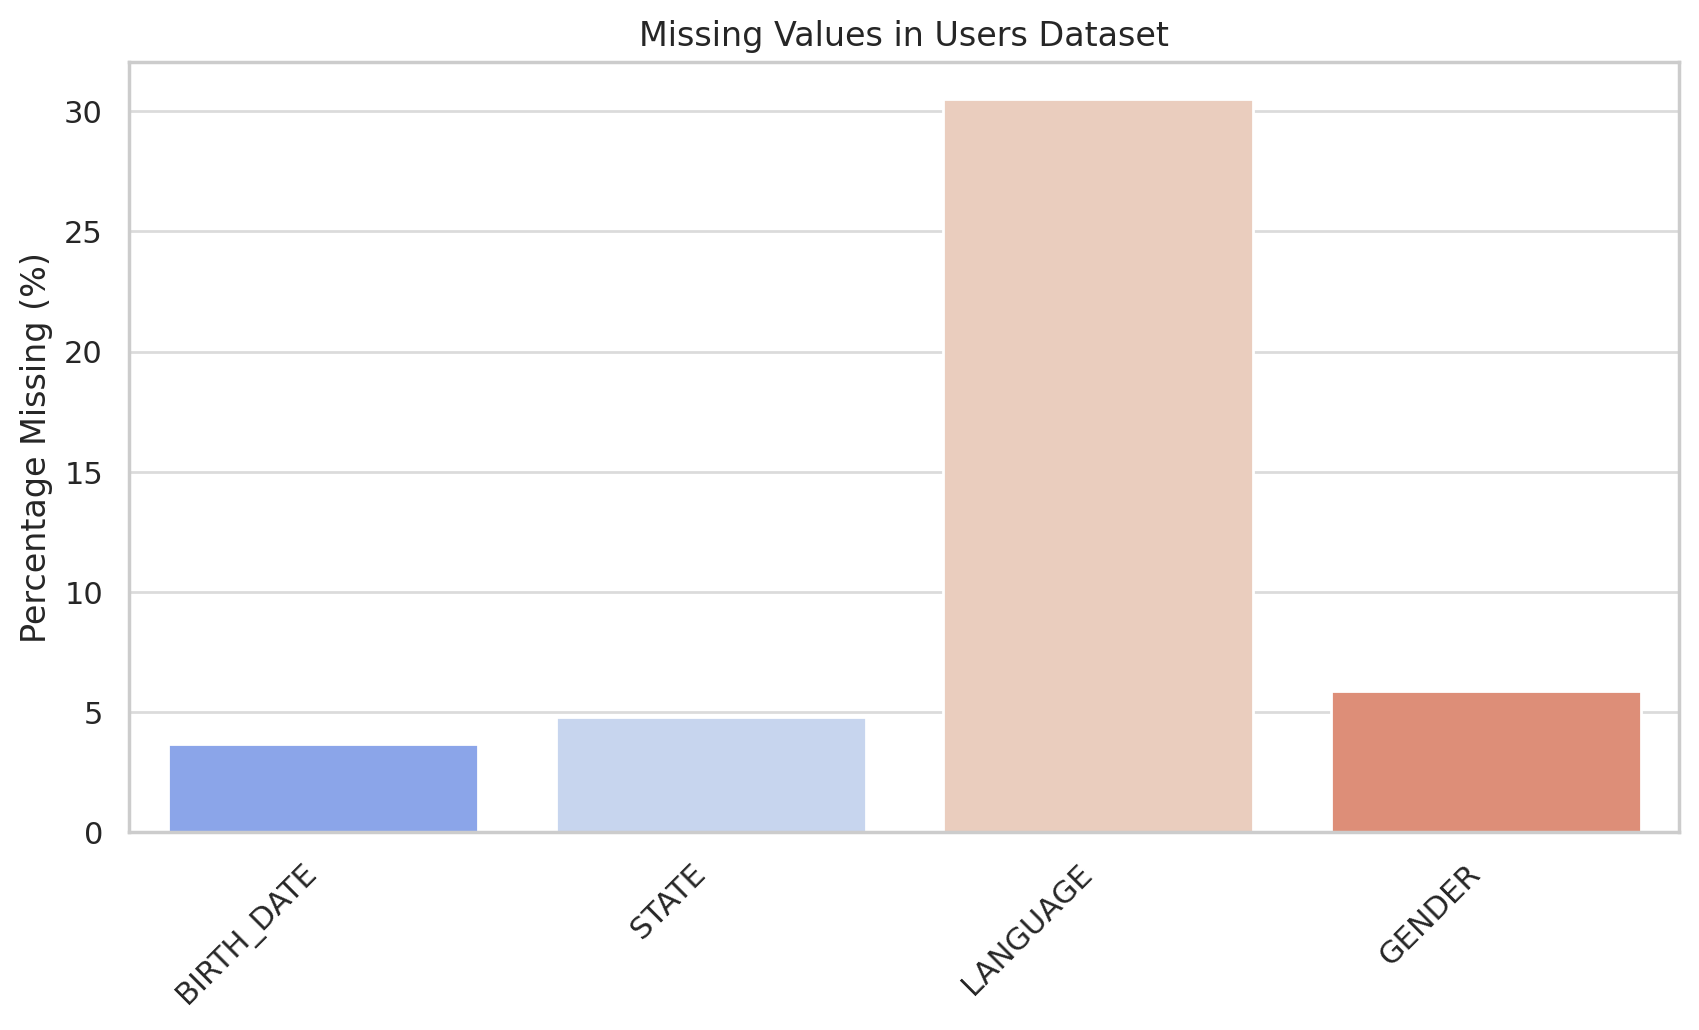 Missing Values in Users Dataset
Percentage Missing (%)
30
25
20
15
10
5
0
BIRTH_DATE
STATE
LANGUAGE
GENDER